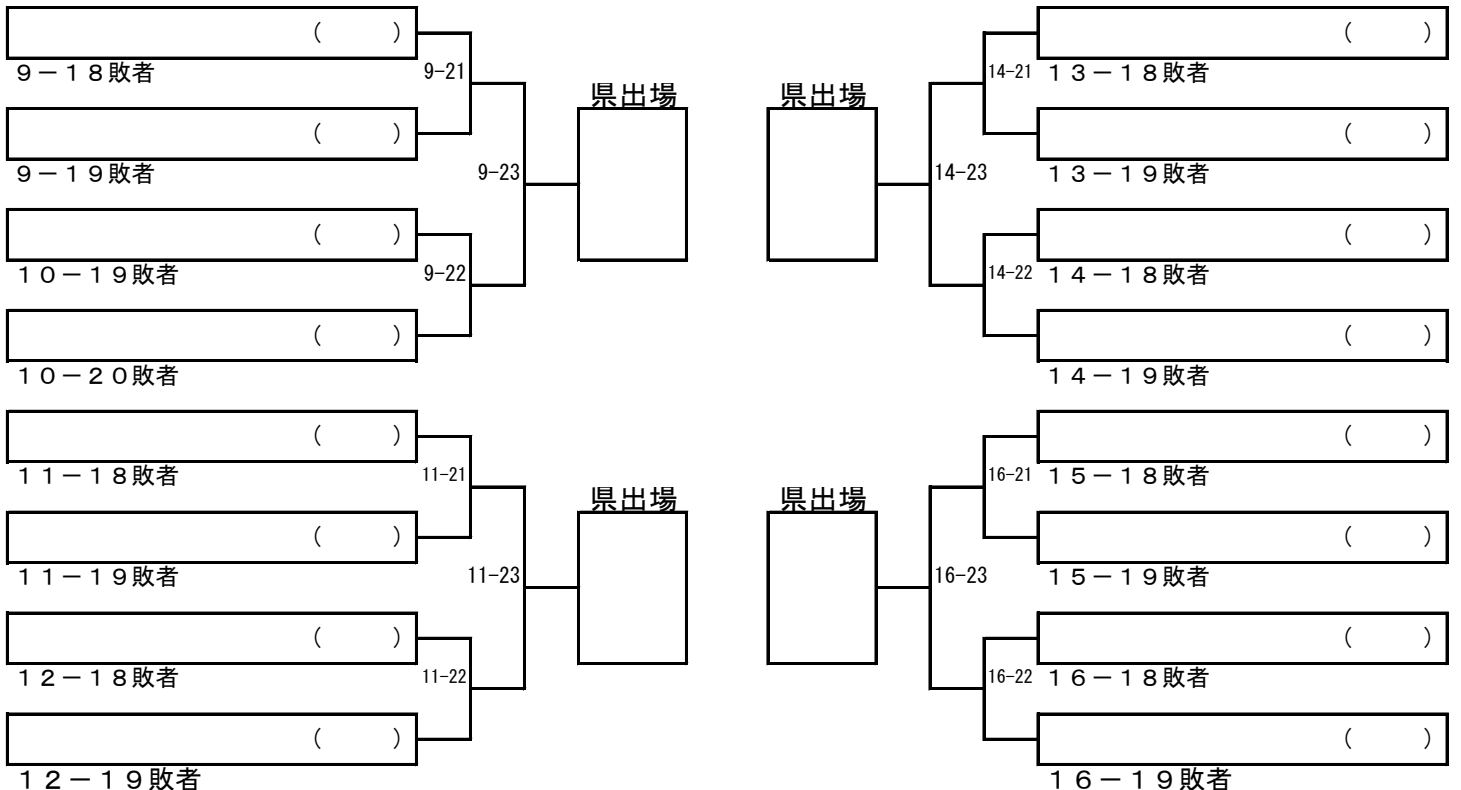 (　　)
９－１８敗者
9-21
(　　)
９－１９敗者
9-23
(　　)
１０－１９敗者
9-22
(　　)
１０－２０敗者
県出場
(　　)
１１－１８敗者
11-21
(　　)
１１－１９敗者
11-23
(　　)
１２－１８敗者
11-22
(　　)
１２－１９敗者
県出場
県出場
(　　)
14-21
１３－１８敗者
(　　)
14-23
１３－１９敗者
(　　)
14-22
１４－１８敗者
(　　)
１４－１９敗者
県出場
(　　)
16-21
１５－１８敗者
(　　)
16-23
１５－１９敗者
(　　)
16-22
１６－１８敗者
(　　)
１６－１９敗者